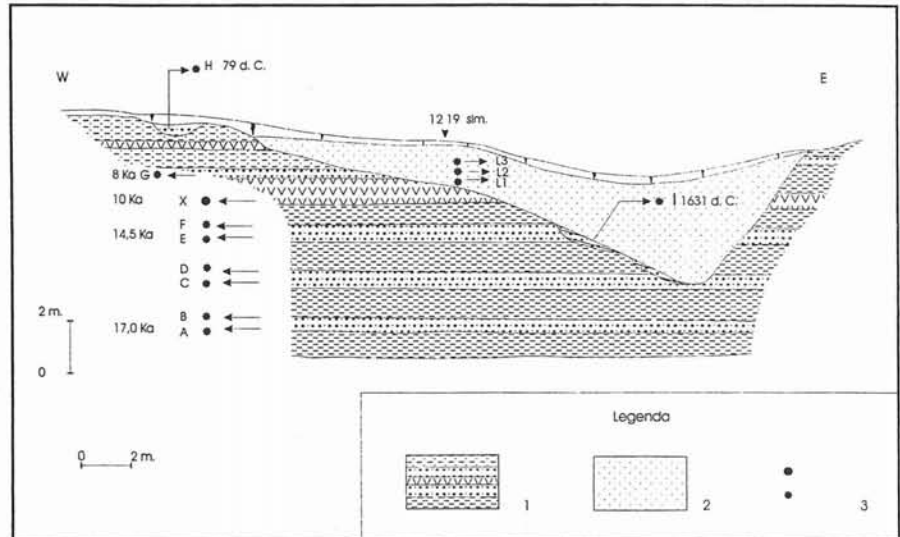 H 79 d. C.
W
E
12 19 sim.
L3
L2
L1
8 Ka G
10 Ka X
I 1631 d. C.
F
14,5 Ka
E
D
C
2 m.
B
17,0 Ka
A
0
Legenda
0 2 m.
1
2
3